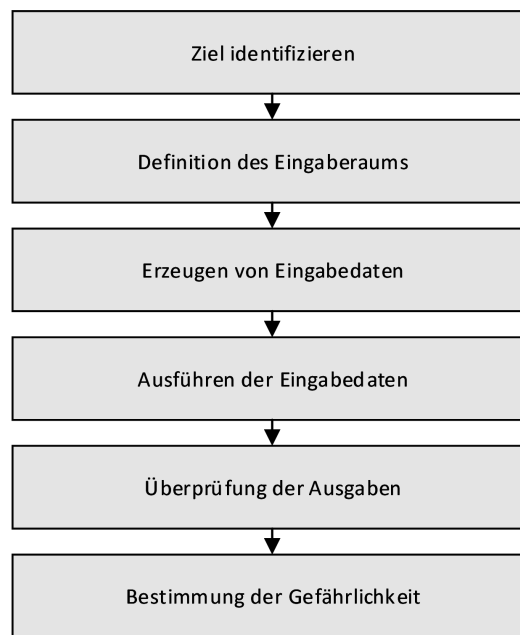 Ziel identifizieren
Definition des Eingaberaums
Erzeugen von Eingabedaten
Ausführen der Eingabedaten
Überprüfung der Ausgaben
Bestimmung der Gefährlichkeit